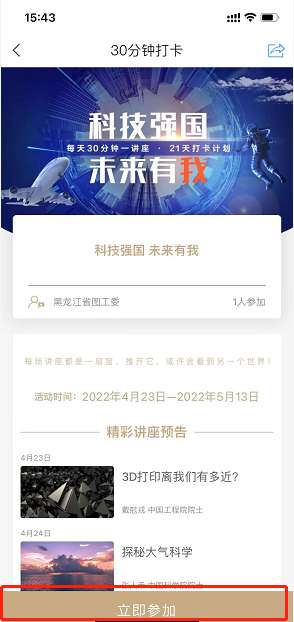 15:43
30分钟打卡
科技强国
每天30分钟一讲座 · 21天打卡计划
未来有我
科技强国 未来有我
黑龙江省图工委
1人参加
每场讲座都是一扇窗，推开它，或许会看到另一个世界！
活动时间：2022年4月23日—2022年5月13日
精彩讲座预告
4月23日
3D打印离我们有多近？
戴尅戎 中国工程院院士
4月24日
探秘大气科学
中国科学院院士
立即参加